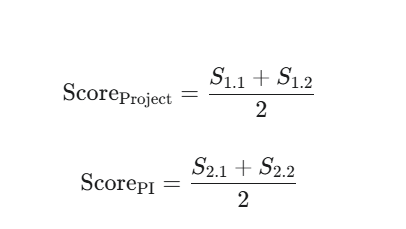 Score_Project = (S_1.1 + S_1.2) / 2
Score_PI = (S_2.1 + S_2.2) / 2